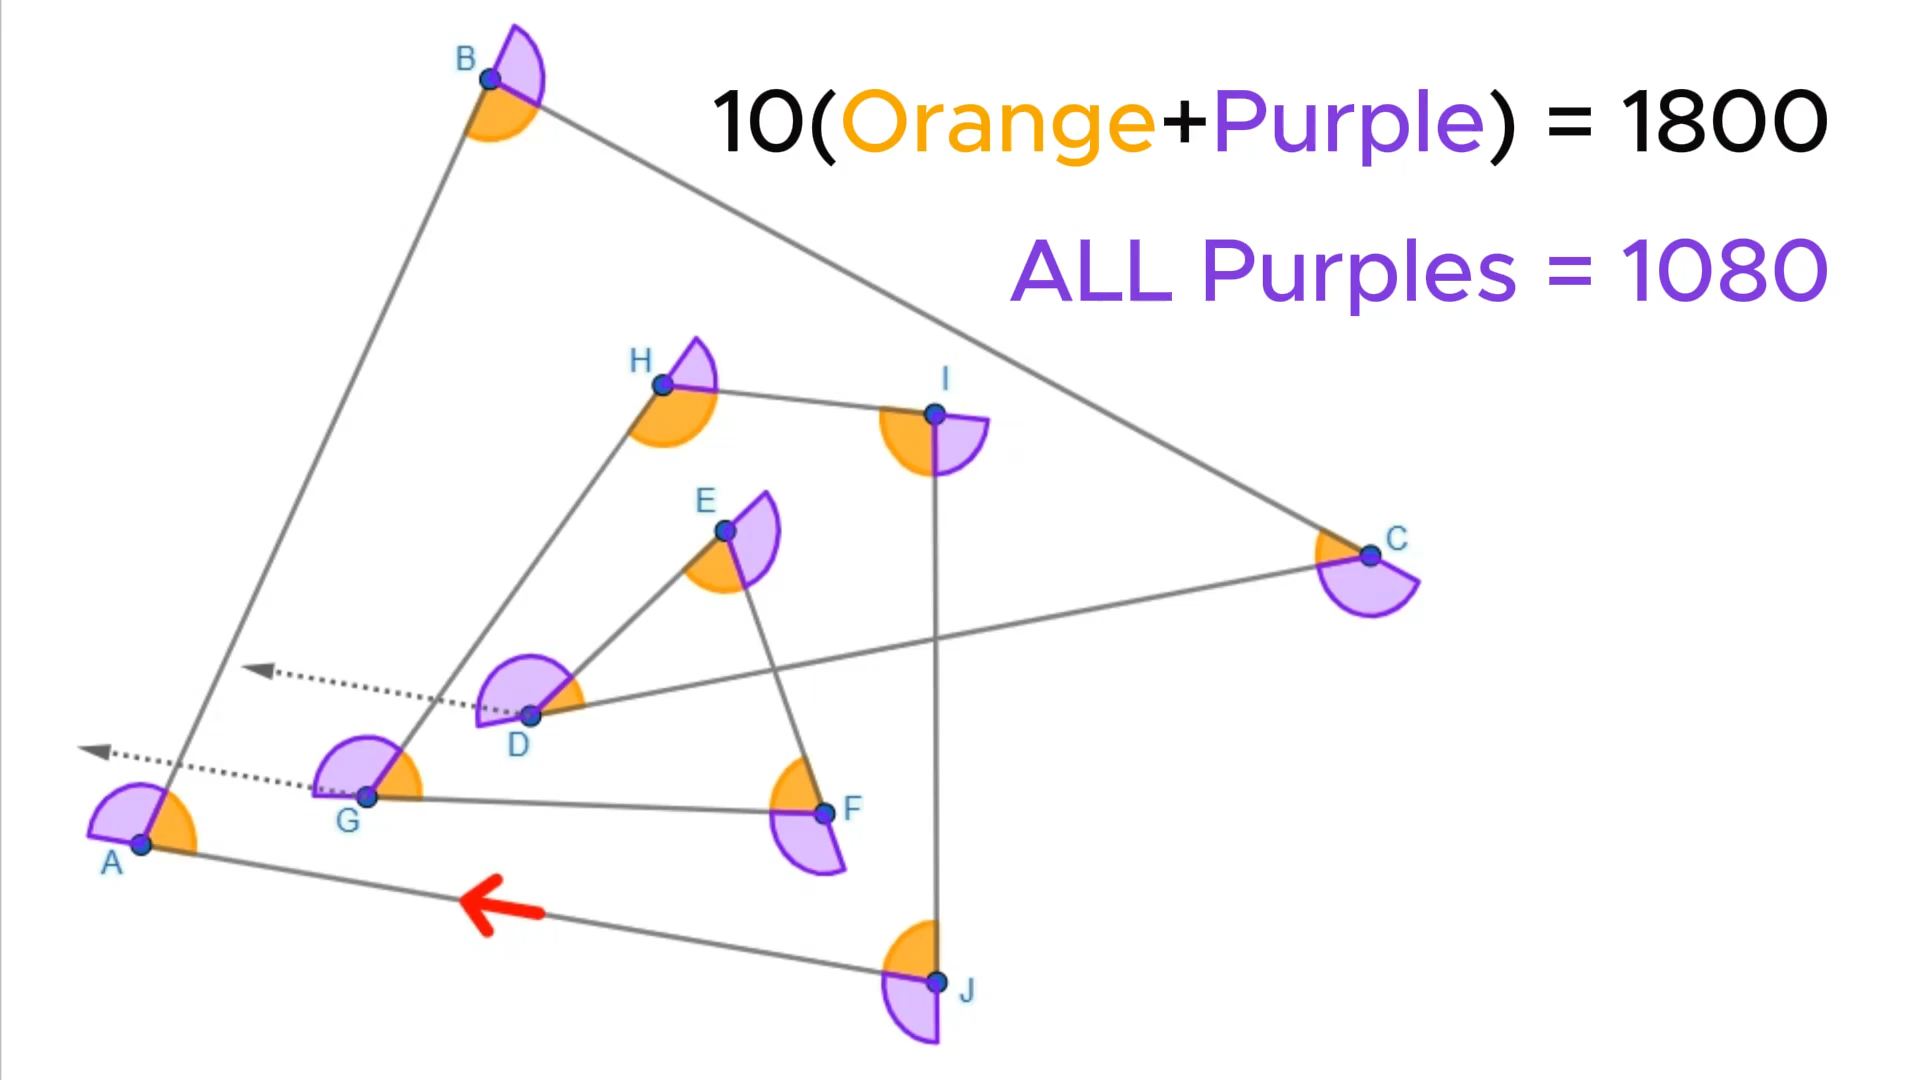 B
10(Orange+Purple) = 1800
ALL Purples = 1080
H
I
E
C
D
G
F
A
J